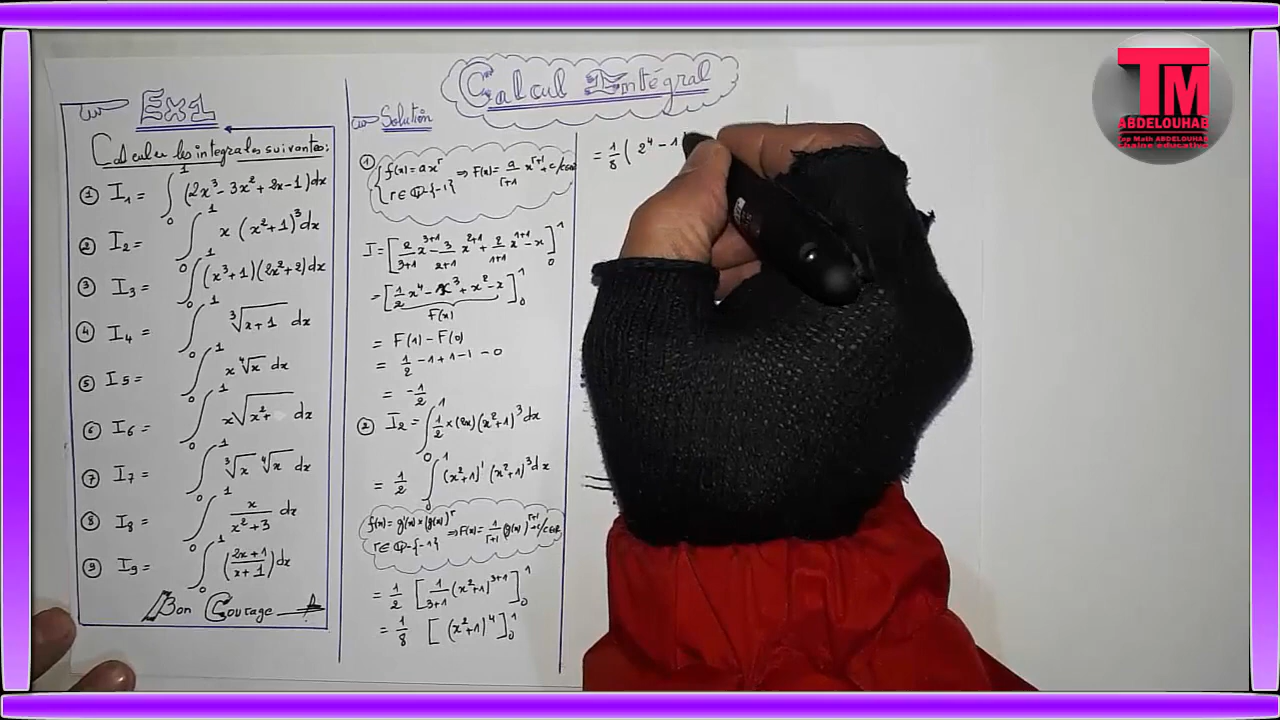 Calcul Intégral
TM
ABDELOUHAB
Top Math ABDELOUHAB
chaine educative
Ex1
Calculer les integrales suivantes:
① I₁ = ∫₀¹ (2x³ - 3x² + 2x - 1) dx
② I₂ = ∫₀¹ x (x² + 1)³ dx
③ I₃ = ∫₀¹ (x³ + 1)(2x² + 2) dx
④ I₄ = ∫₀¹ ∛(x+1) dx
⑤ I₅ = ∫₀¹ x ∜x dx
⑥ I₆ = ∫₀¹ x√(x² + ) dx
⑦ I₇ = ∫₀¹ ∛x ∜x dx
⑧ I₈ = ∫₀¹ x/(x² + 3) dx
⑨ I₉ = ∫₀¹ ((2x+1)/(x+1)) dx
Bon Courage
Solution
① { f(x) = a xʳ ⇒ F(x) = a/(r+1) xʳ⁺¹ + c / c∈ℝ
r ∈ ℚ - {-1}
I = [2/(3+1) x³⁺¹ - 3/(2+1) x²⁺¹ + 2/(1+1) x¹⁺¹ - x]₀¹
= [1/2 x⁴ - x³ + x² - x]₀¹
F(x)
= F(1) - F(0)
= 1/2 - 1 + 1 - 1 - 0
= -1/2
② I₂ = ∫₀¹ 1/2 × (2x)(x² + 1)³ dx
= 1/2 ∫₀¹ (x² + 1)' (x² + 1)³ dx
f(x) = g'(x) × (g(x))ʳ ⇒ F(x) = 1/(r+1) (g(x))ʳ⁺¹ + c / c∈ℝ
r ∈ ℚ - {-1}
= 1/2 [1/(3+1) (x² + 1)³⁺¹]₀¹
= 1/8 [(x² + 1)⁴]₀¹
= 1/8 (2⁴ - 1